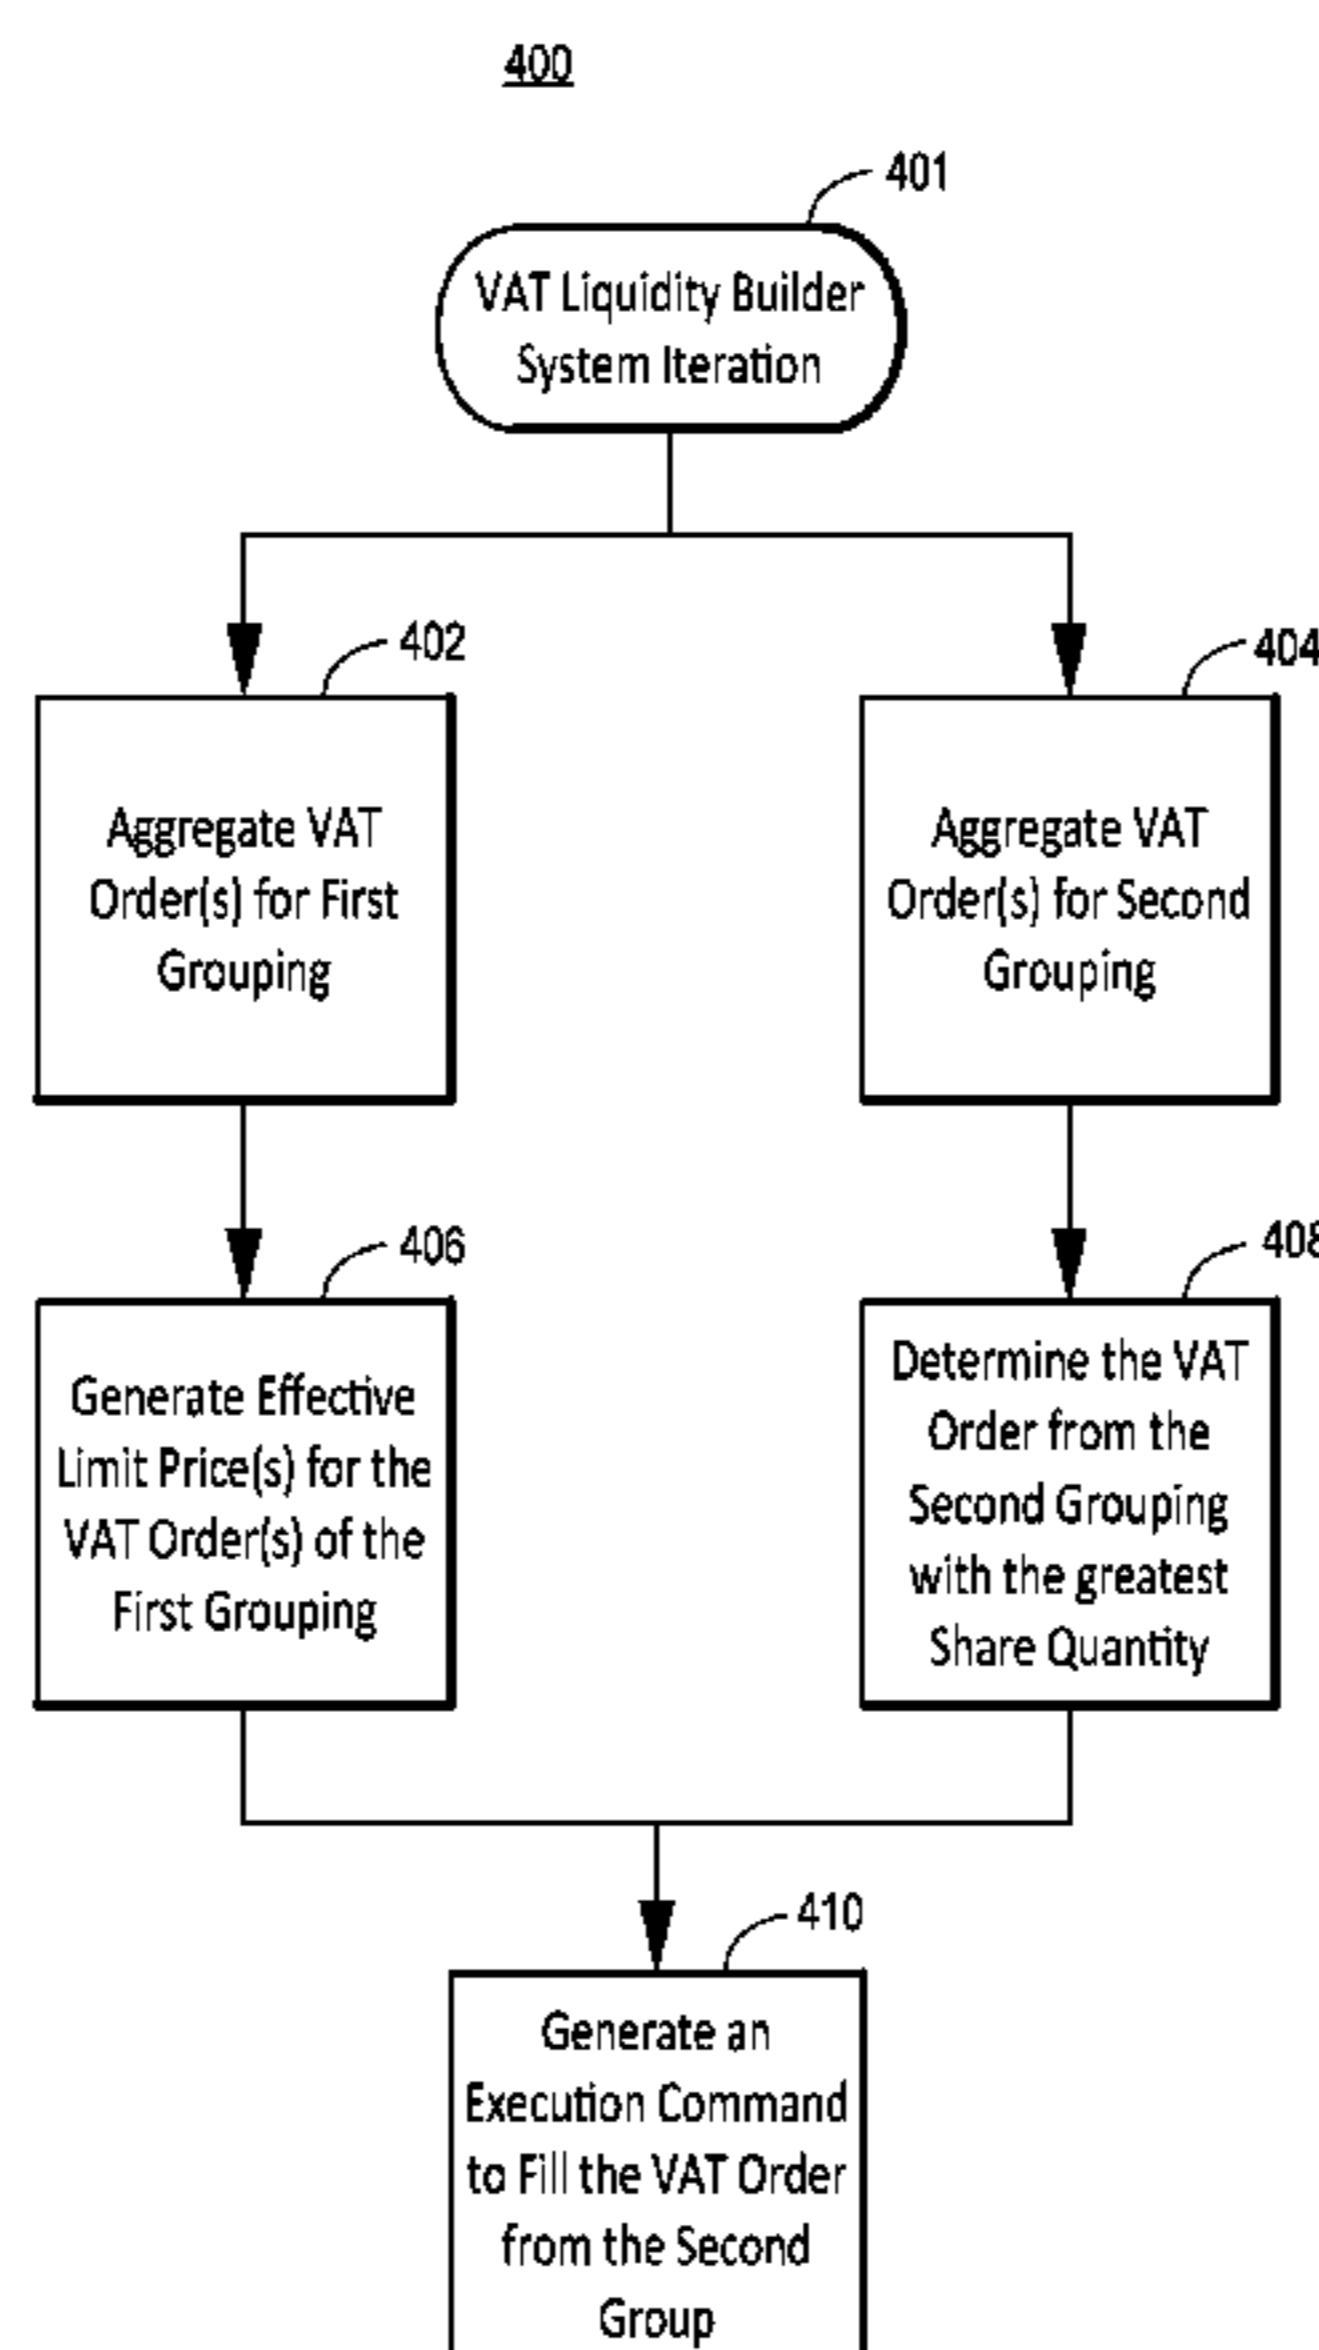 400
401
VAT Liquidity Builder
System Iteration
402
404
Aggregate VAT
Order(s) for First
Grouping
Aggregate VAT
Order(s) for Second
Grouping
406
408
Generate Effective
Limit Price(s) for the
VAT Order(s) of the
First Grouping
Determine the VAT
Order from the
Second Grouping
with the greatest
Share Quantity
410
Generate an
Execution Command
to Fill the VAT Order
from the Second
Group